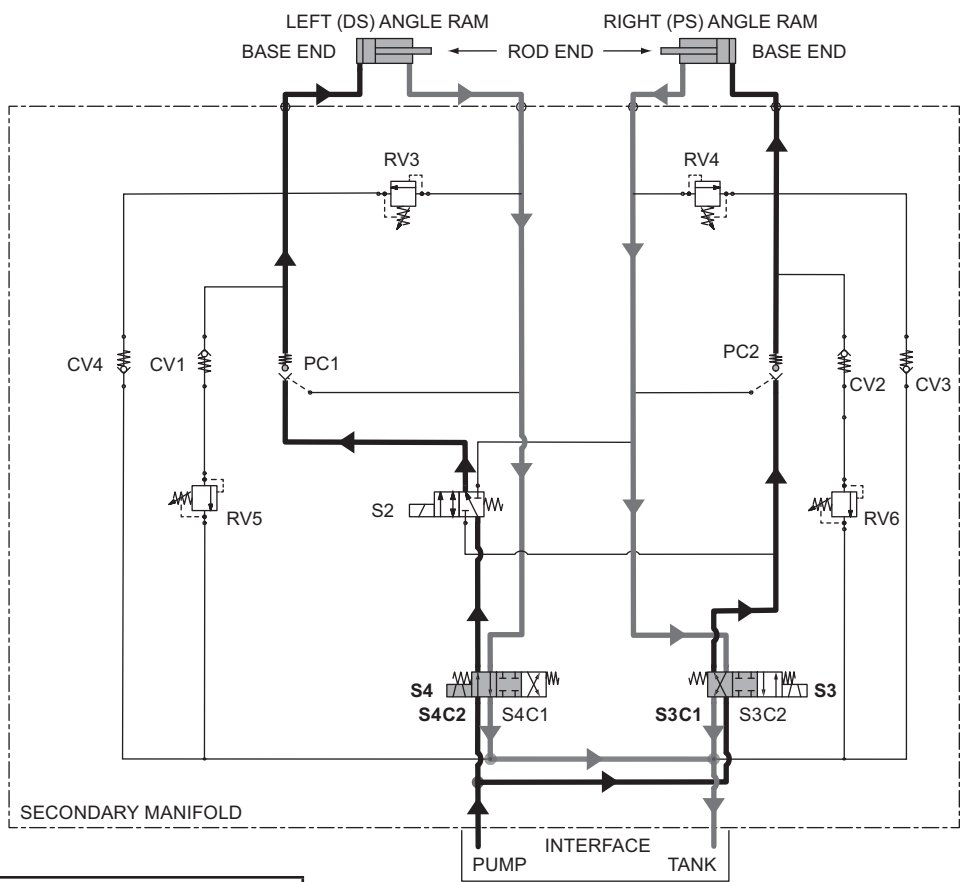 LEFT (DS) ANGLE RAM
RIGHT (PS) ANGLE RAM
BASE END
ROD END
BASE END
RV3
RV4
CV4
CV1
PC1
PC2
CV2
CV3
S2
RV5
RV6
S4
S3
S4C2 S4C1
S3C1 S3C2
SECONDARY MANIFOLD
INTERFACE
PUMP
TANK